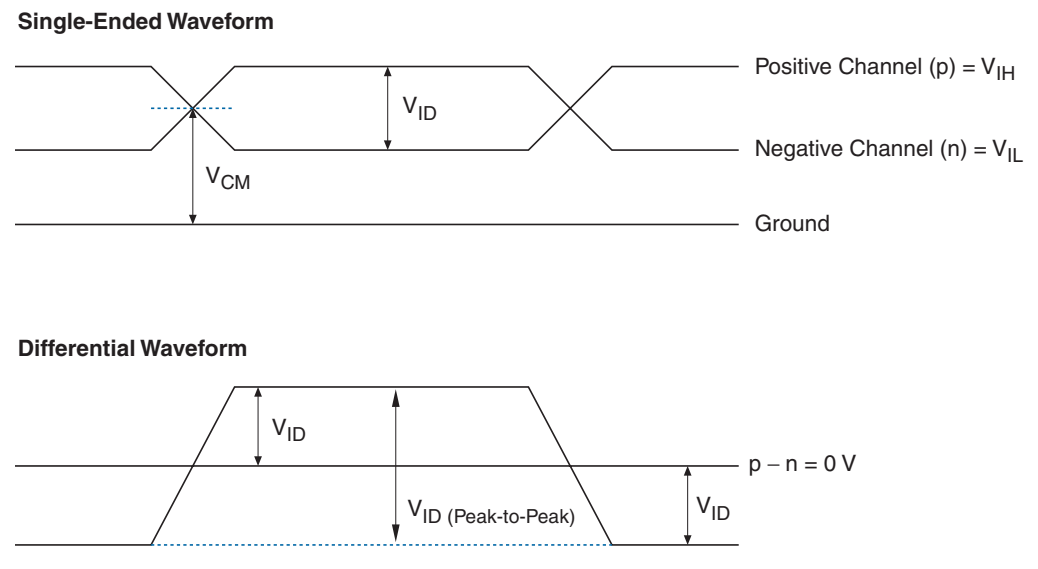 Single-Ended Waveform
Positive Channel (p) = VIH
VID
Negative Channel (n) = VIL
VCM
Ground
Differential Waveform
VID
p – n = 0 V
VID (Peak-to-Peak)
VID